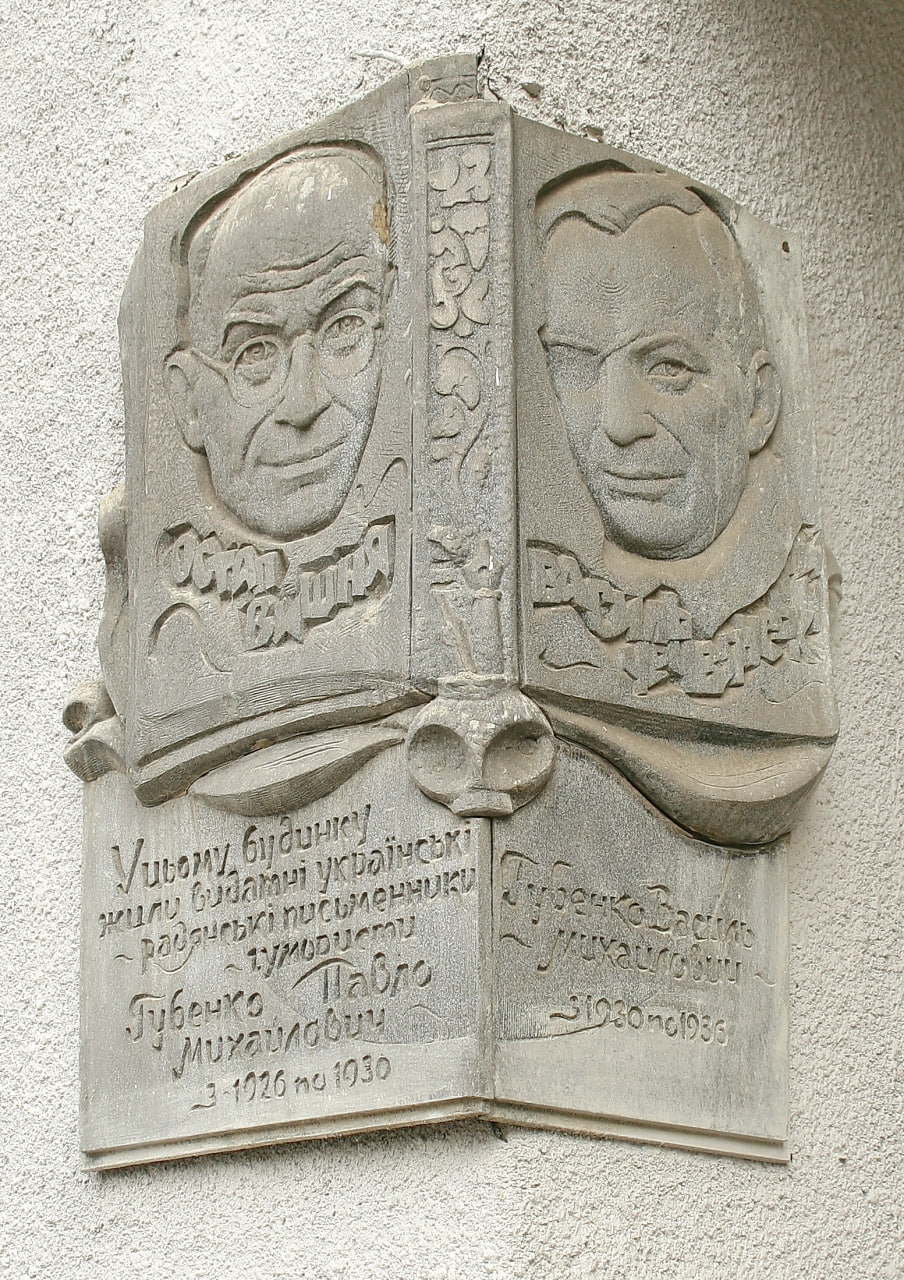 ОСТАП
ВИШНЯ
ВАСИЛЬ
ЧЕЧВЯНСЬКИЙ
У цьому будинку
жили видатні українські
радянські письменники
гумористи
Губенко Павло
Михайлович
з 1926 по 1930
Губенко Василь
Михайлович
з 1930 по 1936